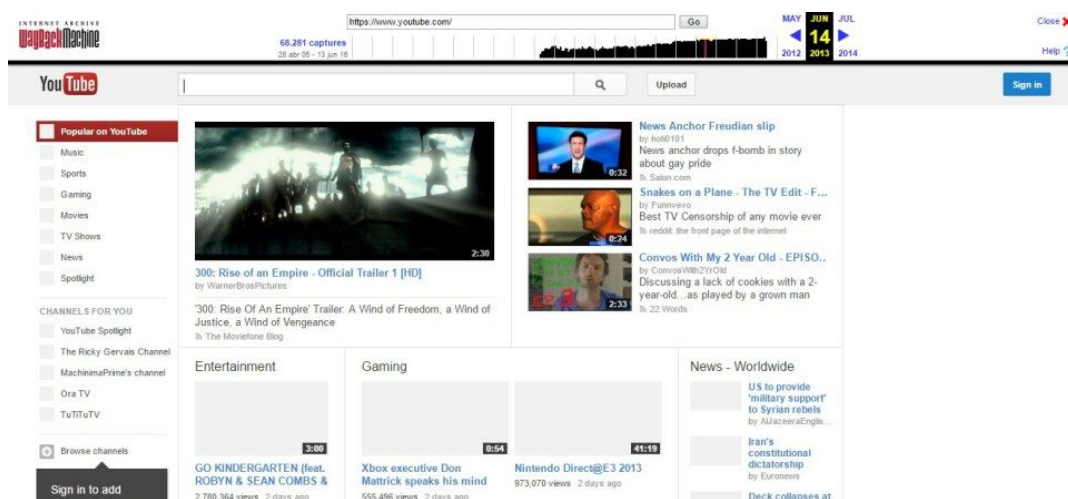 INTERNET ARCHIVE
WayBackMachine
https://www.youtube.com/
Go
68.281 captures
28 abr 05 - 13 jun 16
MAY JUN JUL
14
2012 2013 2014
Close
Help ?
YouTube
Upload
Sign in
Popular on YouTube
Music
Sports
Gaming
Movies
TV Shows
News
Spotlight
CHANNELS FOR YOU
YouTube Spotlight
The Ricky Gervais Channel
MachinimaPrime's channel
Ora TV
TuTiTuTV
Browse channels
Sign in to add
2:30
300: Rise of an Empire - Official Trailer 1 [HD]
by WarnerBrosPictures
'300: Rise Of An Empire' Trailer: A Wind of Freedom, a Wind of
Justice, a Wind of Vengeance
The Moviefone Blog
0:32
News Anchor Freudian slip
by hoti0101
News anchor drops f-bomb in story
about gay pride
Salon.com
0:24
Snakes on a Plane - The TV Edit - F...
by Funnvevo
Best TV Censorship of any movie ever
reddit: the front page of the internet
2:33
Convos With My 2 Year Old - EPISO..
by ConvosWith2YrOld
Discussing a lack of cookies with a 2-
year-old...as played by a grown man
22 Words
Entertainment
3:00
GO KINDERGARTEN (feat.
ROBYN & SEAN COMBS &
2,780,364 views 2 days ago
Gaming
0:54
Xbox executive Don
Mattrick speaks his mind
555,496 views 2 days ago
41:19
Nintendo Direct@E3 2013
973,070 views 2 days ago
News - Worldwide
US to provide
'military support'
to Syrian rebels
by AlJazeeraEnglis...
Iran's
constitutional
dictatorship
by Euronews
Deck collapses at